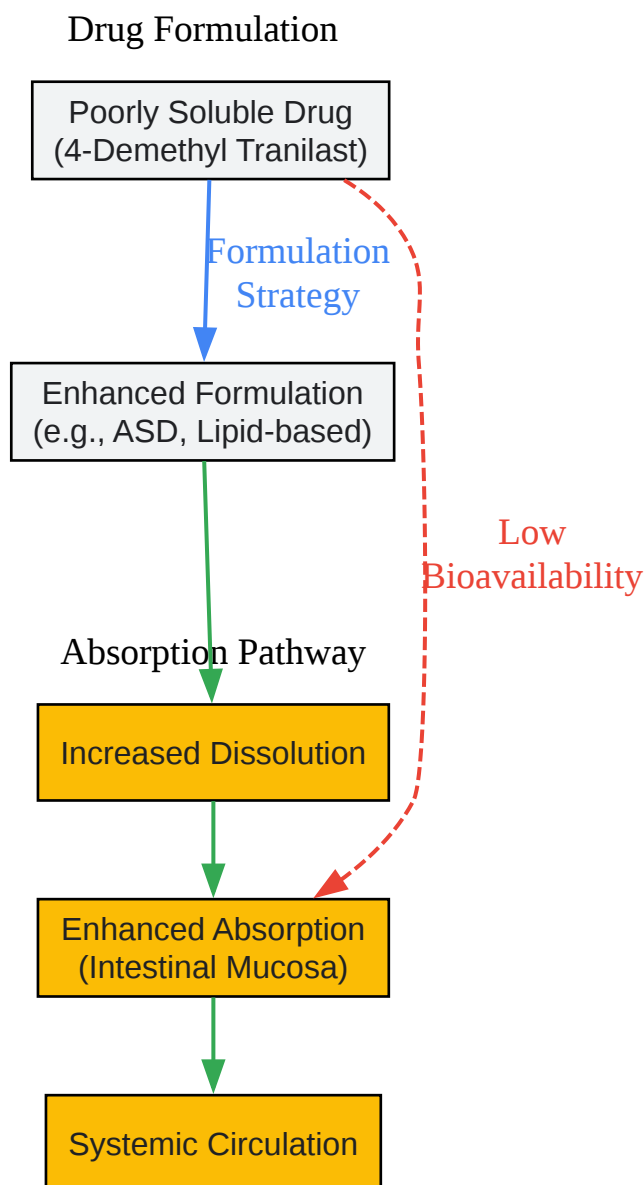 Drug Formulation
Poorly Soluble Drug
(4-Demethyl Tranilast)
Formulation
Strategy
Enhanced Formulation
(e.g., ASD, Lipid-based)
Low
Bioavailability
Absorption Pathway
Increased Dissolution
Enhanced Absorption
(Intestinal Mucosa)
Systemic Circulation